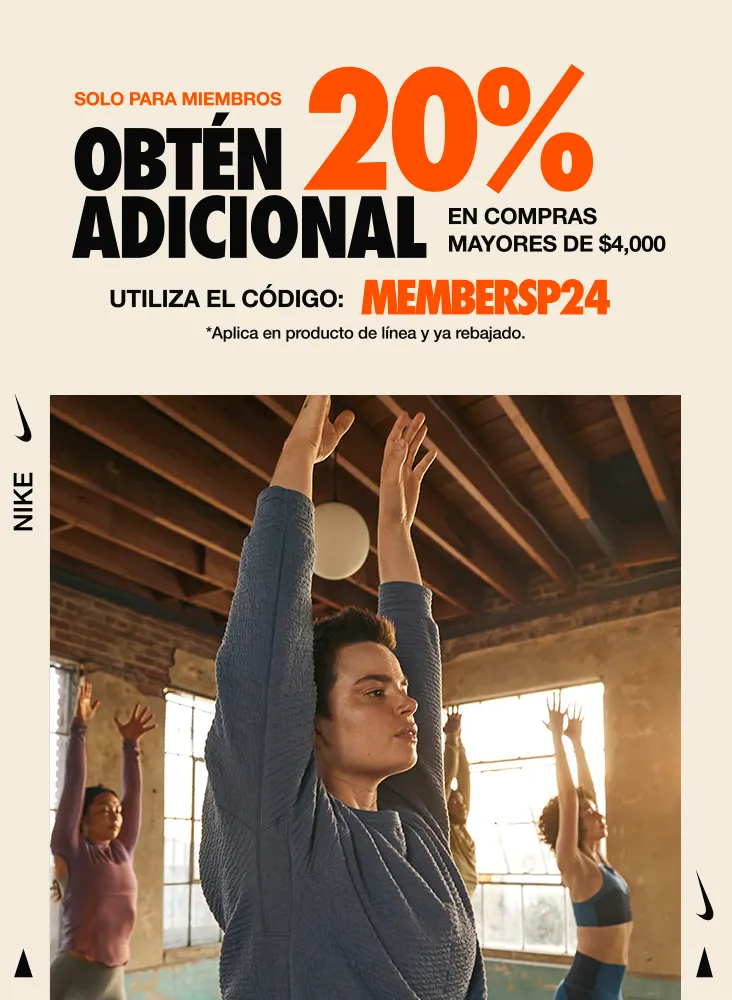 SOLO PARA MIEMBROS
OBTÉN 20%
ADICIONAL
EN COMPRAS
MAYORES DE $4,000
UTILIZA EL CÓDIGO: MEMBERSP24
*Aplica en producto de línea y ya rebajado.
NIKE